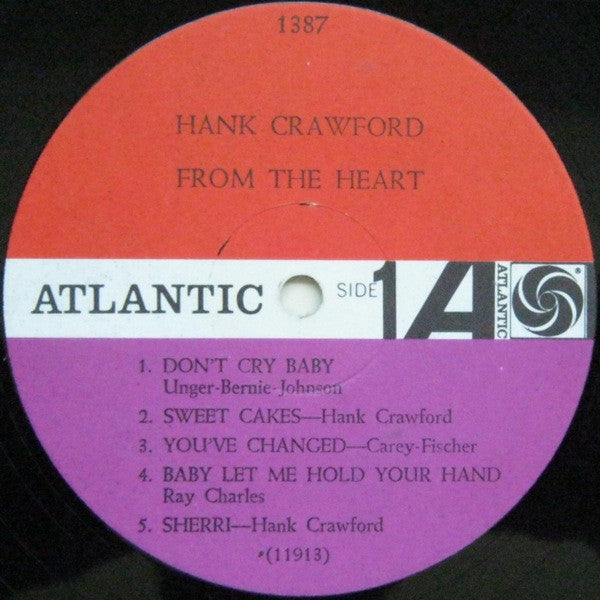 1387
HANK CRAWFORD
FROM THE HEART
ATLANTIC SIDE 1 A ATLANTIC ®
1. DON'T CRY BABY
Unger-Bernie-Johnson
2. SWEET CAKES—Hank Crawford
3. YOU'VE CHANGED—Carey-Fischer
4. BABY LET ME HOLD YOUR HAND
Ray Charles
5. SHERRI—Hank Crawford
*(11913)